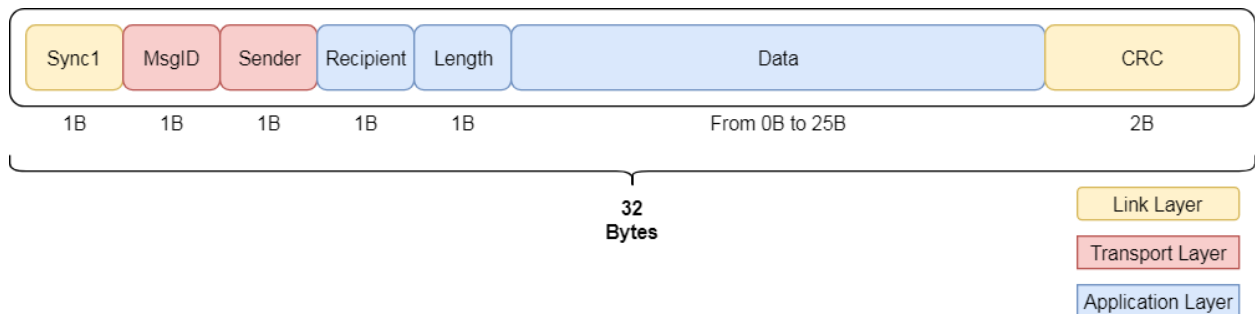 Sync1 MsgID Sender Recipient Length Data CRC
1B 1B 1B 1B 1B From 0B to 25B 2B
32
Bytes
Link Layer
Transport Layer
Application Layer